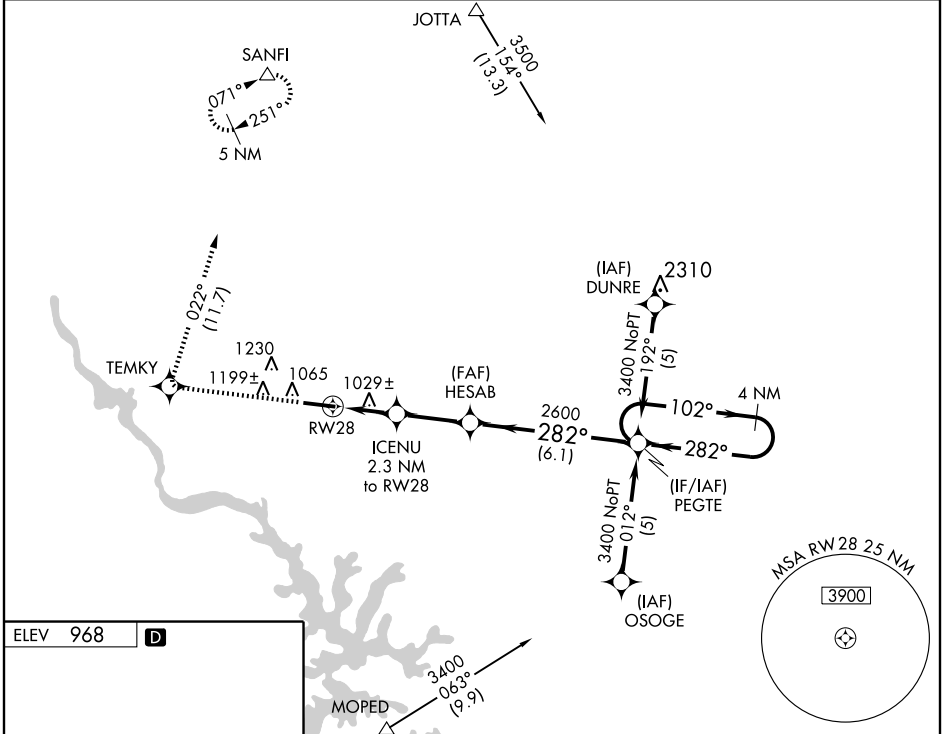 JOTTA
3500
154°
(13.3)
SANFI
071°
251°
5 NM
022°
(11.7)
(IAF)
DUNRE
2310
3400 NoPT
192°
(5)
TEMKY
1230
1199±
1065
1029±
(FAF)
HESAB
RW28
ICENU
2.3 NM
to RW28
2600
282°
(6.1)
102°
4 NM
282°
(IF/IAF)
PEGTE
3400 NoPT
012°
(5)
(IAF)
OSOGE
MSA RW28 25 NM
3900
ELEV 968 D
3400
063°
(9.9)
MOPED